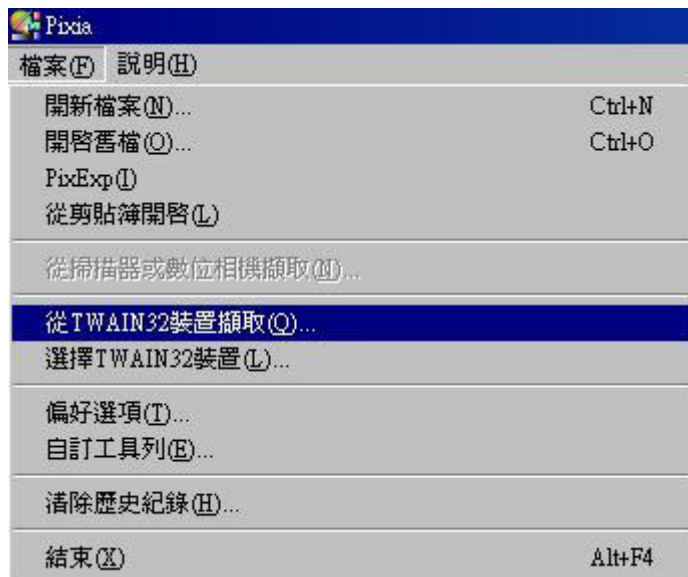 Pixia
檔案(F) 說明(H)
開新檔案(N)... Ctrl+N
開啓舊檔(O)... Ctrl+O
PixExp(I)
從剪貼簿開啓(L)
從掃描器或數位相機擷取(N)...
從TWAIN32裝置擷取(Q)...
選擇TWAIN32裝置(L)...
偏好選項(T)...
自訂工具列(E)...
清除歷史紀錄(H)...
結束(X) Alt+F4